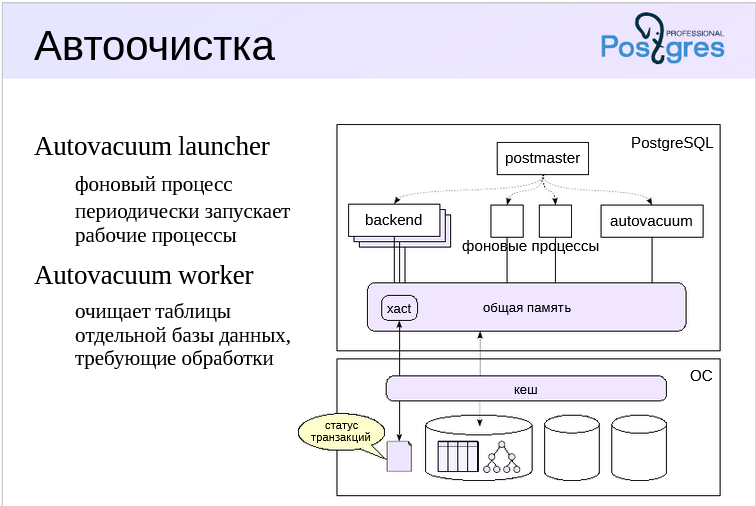 Автоочистка
PROFESSIONAL
Postgres
Autovacuum launcher
фоновый процесс
периодически запускает
рабочие процессы
Autovacuum worker
очищает таблицы
отдельной базы данных,
требующие обработки
PostgreSQL
postmaster
backend
autovacuum
фоновые процессы
xact
общая память
ОС
кеш
статус
транзакций